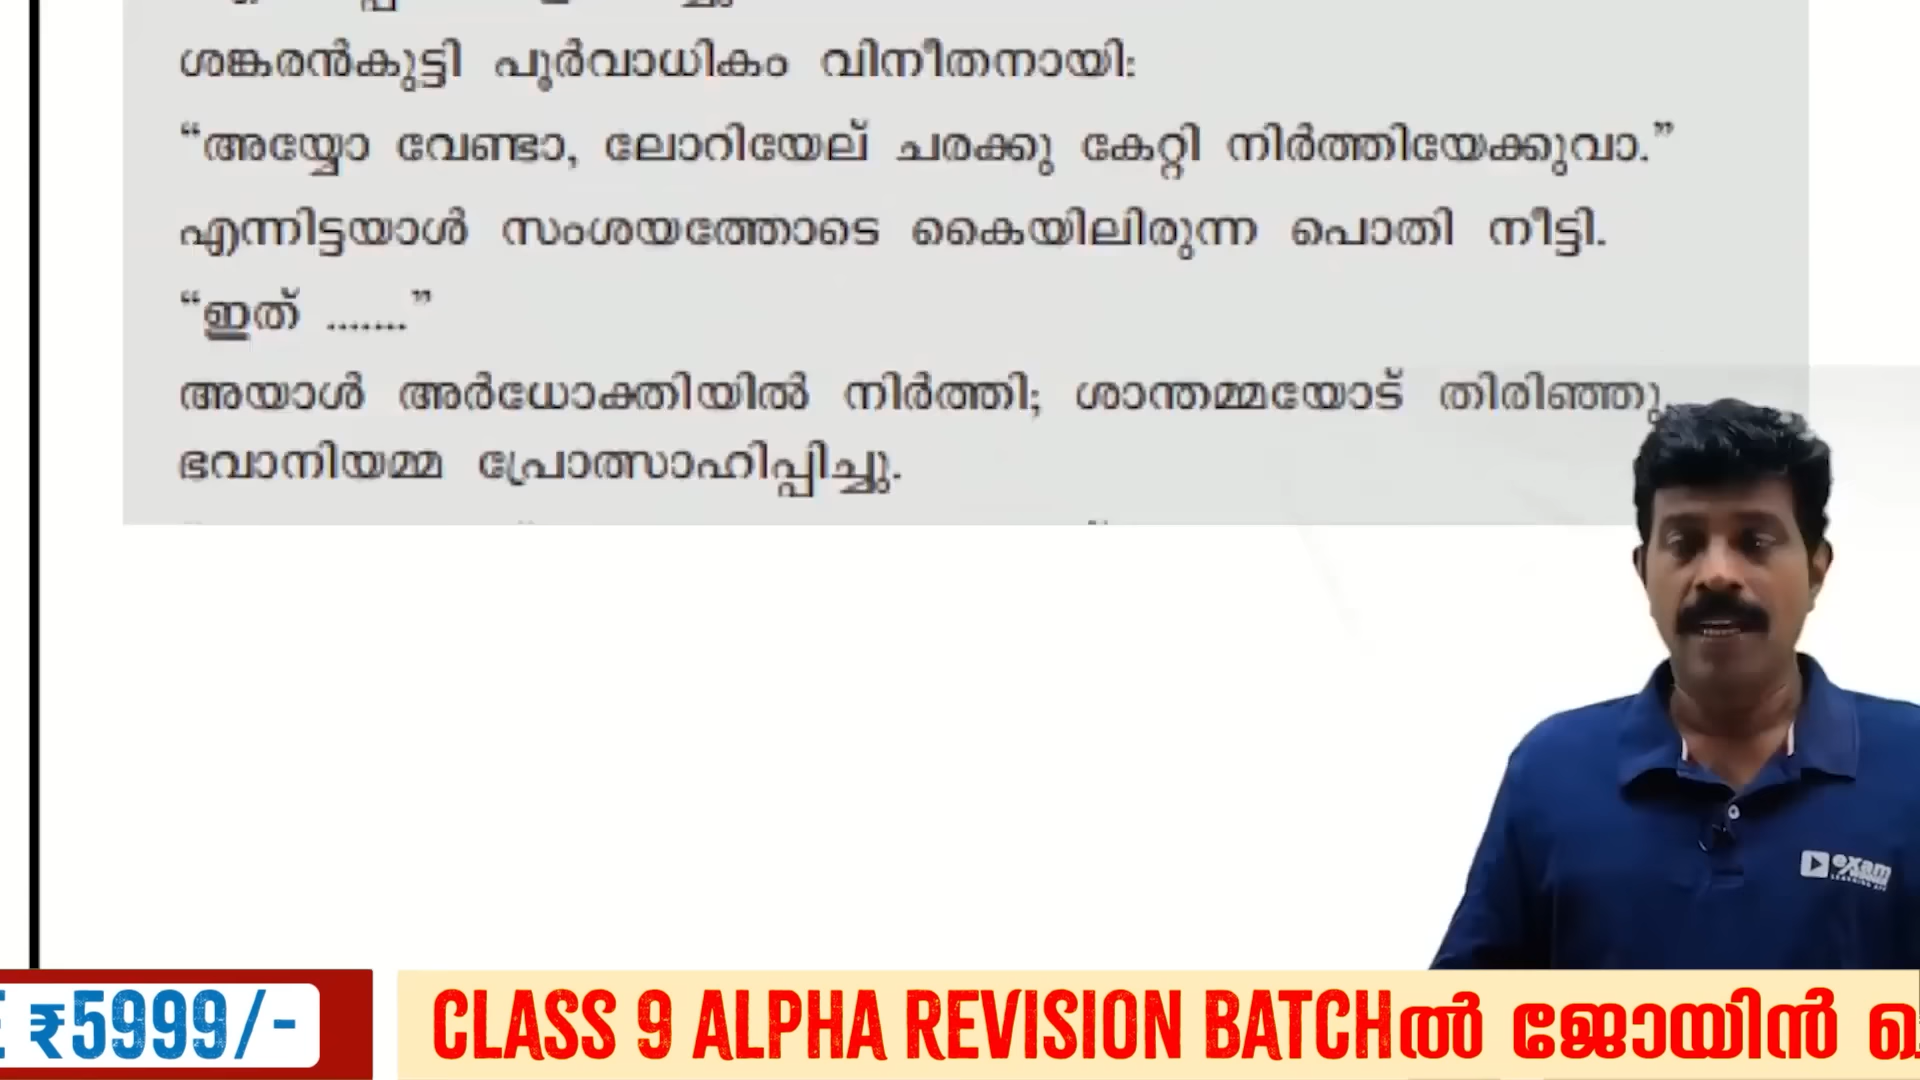 ശങ്കരൻകുട്ടി പൂർവാധികം വിനീതനായി:
“അയ്യോ വേണ്ടാ, ലോറിയേല് ചരക്കു കേറ്റി നിർത്തിയേക്കുവാ.”
എന്നിട്ടയാൾ സംശയത്തോടെ കൈയിലിരുന്ന പൊതി നീട്ടി.
“ഇത് .......”
അയാൾ അർധോക്തിയിൽ നിർത്തി; ശാന്തമ്മയോട് തിരിഞ്ഞു
ഭവാനിയമ്മ പ്രോത്സാഹിപ്പിച്ചു.
exam
₹5999/-
CLASS 9 ALPHA REVISION BATCHൽ ജോയിൻ